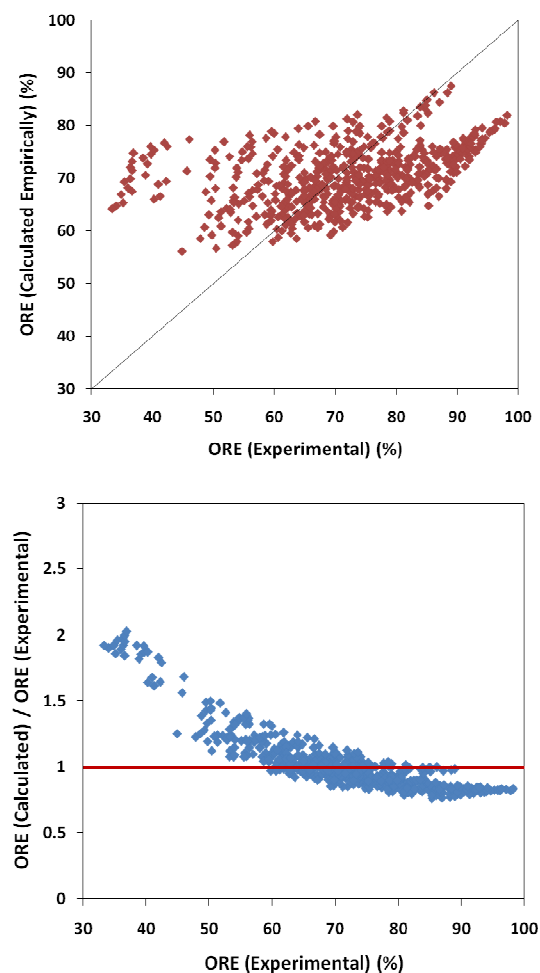 ORE (Calculated Empirically) (%)
100
90
80
70
60
50
40
30
30 40 50 60 70 80 90 100
ORE (Experimental) (%)
ORE (Calculated) / ORE (Experimental)
3
2.5
2
1.5
1
0.5
0
30 40 50 60 70 80 90 100
ORE (Experimental) (%)